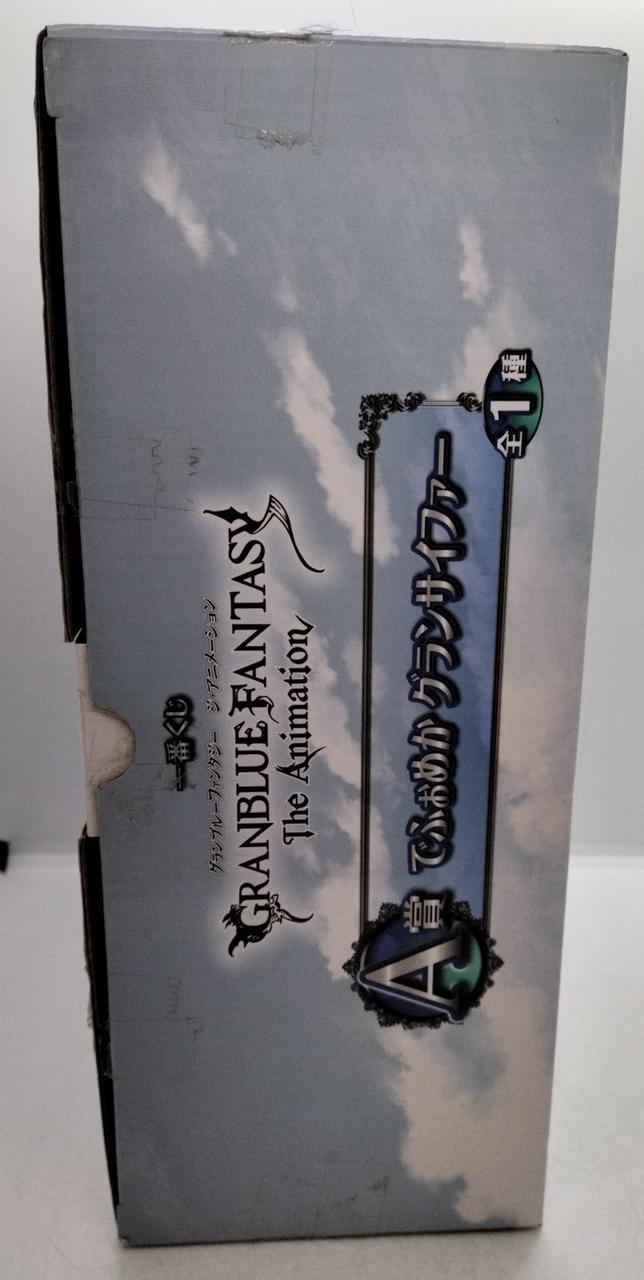 一番くじ
グランブルーファンタジー ジ・アニメーション
GRANBLUE FANTASY
The Animation
A賞 でふぉめか グランサイファー
全1種